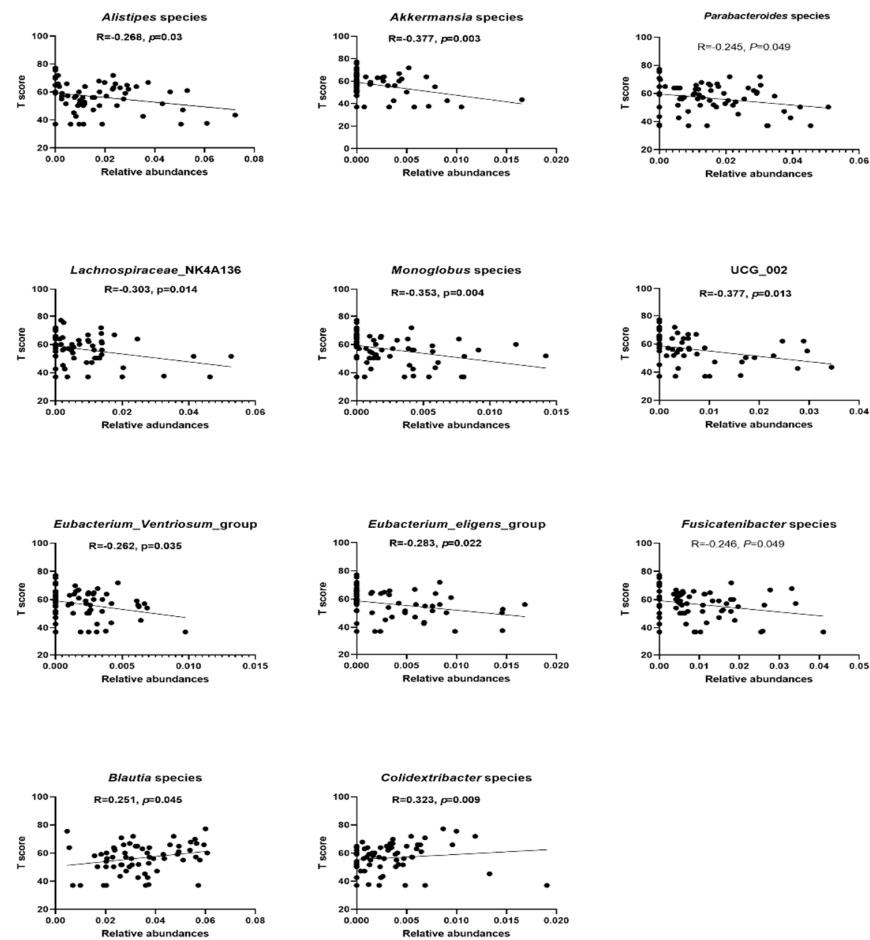 Alistipes species
R=-0.268, p=0.03
T score
100
80
60
40
20
0.00 0.02 0.04 0.06 0.08
Relative abundances
Akkermansia species
R=-0.377, p=0.003
T score
100
80
60
40
0
0.000 0.005 0.010 0.015 0.020
Relative abundances
Parabacteroides species
R=-0.245, P=0.049
T score
100
80
60
40
20
0.00 0.02 0.04 0.06
Relative abundances
Lachnospiraceae_NK4A136
R=-0.303, p=0.014
T score
100
80
60
40
20
0.00 0.02 0.04 0.06
Relative abundances
Monoglobus species
R=-0.353, p=0.004
T score
100
80
60
40
20
0.000 0.005 0.010 0.015
Relative abundances
UCG_002
R=-0.377, p=0.013
T score
100
80
60
40
20
0.00 0.01 0.02 0.03 0.04
Relative abundances
Eubacterium_Ventriosum_group
R=-0.262, p=0.035
T score
100
80
60
40
20
0.000 0.005 0.010 0.015
Relative abundances
Eubacterium_eligens_group
R=-0.283, p=0.022
T score
100
80
60
40
20
0.000 0.005 0.010 0.015 0.020
Relative abundances
Fusicatenibacter species
R=-0.246, P=0.049
T score
100
80
60
40
20
0.00 0.01 0.02 0.03 0.04 0.05
Relative abundances
Blautia species
R=0.251, p=0.045
T score
100
80
60
40
20
0.00 0.02 0.04 0.06 0.08
Relative abundances
Colidextribacter species
R=0.323, p=0.009
T score
100
80
60
40
20
0.000 0.005 0.010 0.015 0.020
Relative abundances